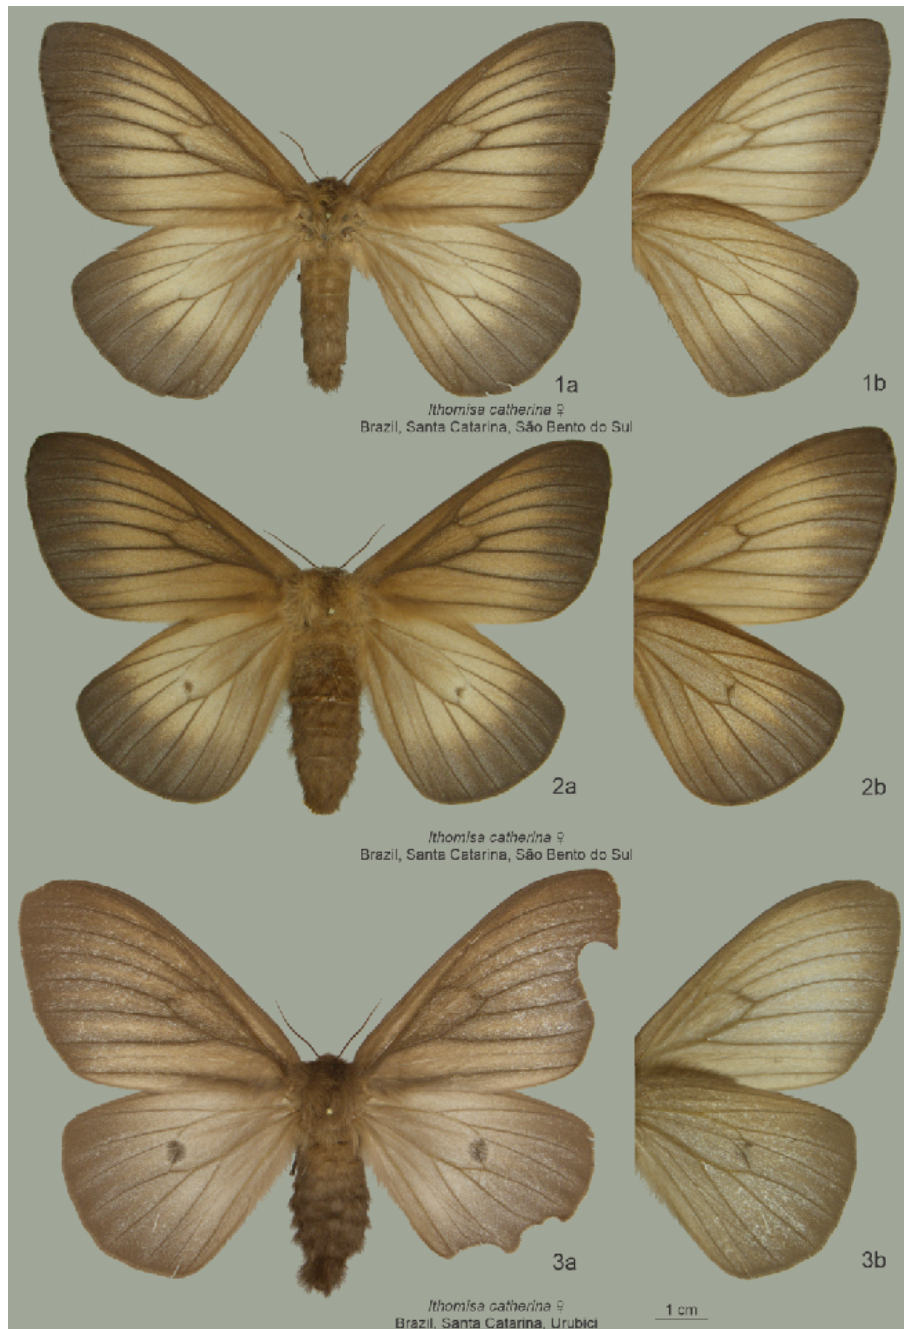 1a
1b
Ithomisa catherina ♀
Brazil, Santa Catarina, São Bento do Sul
2a
2b
Ithomisa catherina ♀
Brazil, Santa Catarina, São Bento do Sul
3a
3b
Ithomisa catherina ♀
1 cm
Brazil, Santa Catarina, Urubici